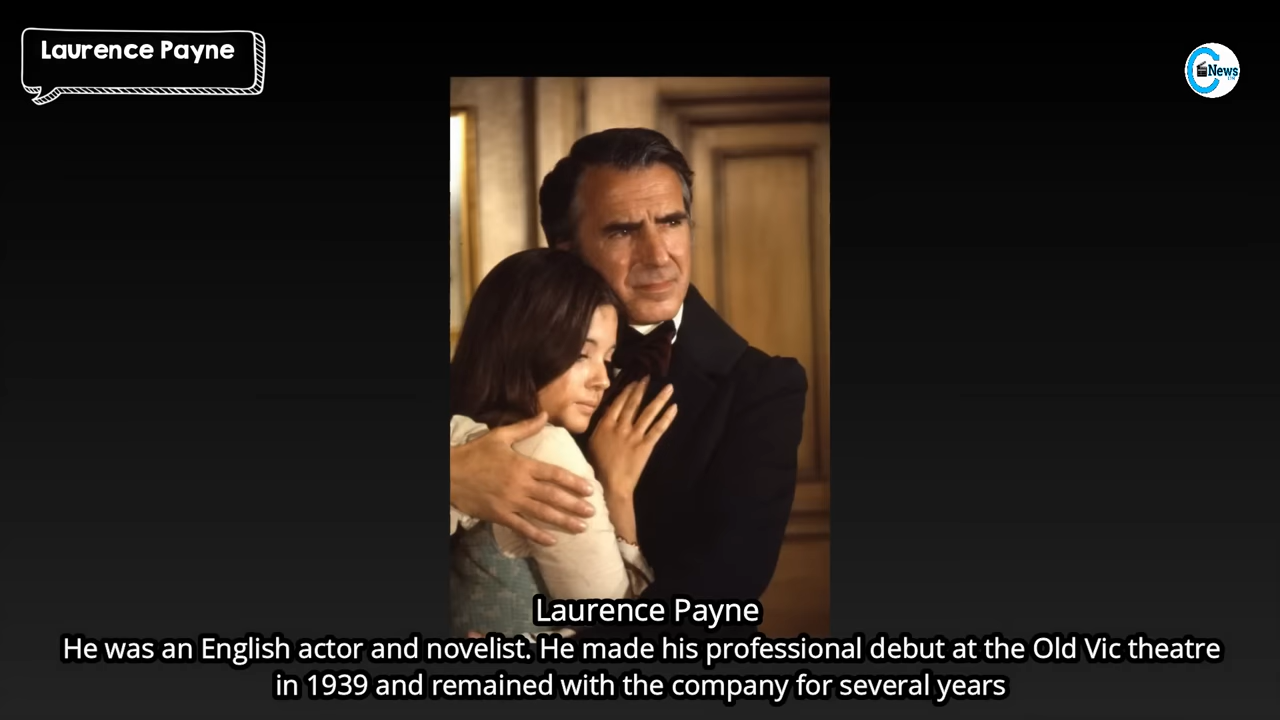 Laurence Payne
News
Laurence Payne
He was an English actor and novelist. He made his professional debut at the Old Vic theatre
in 1939 and remained with the company for several years